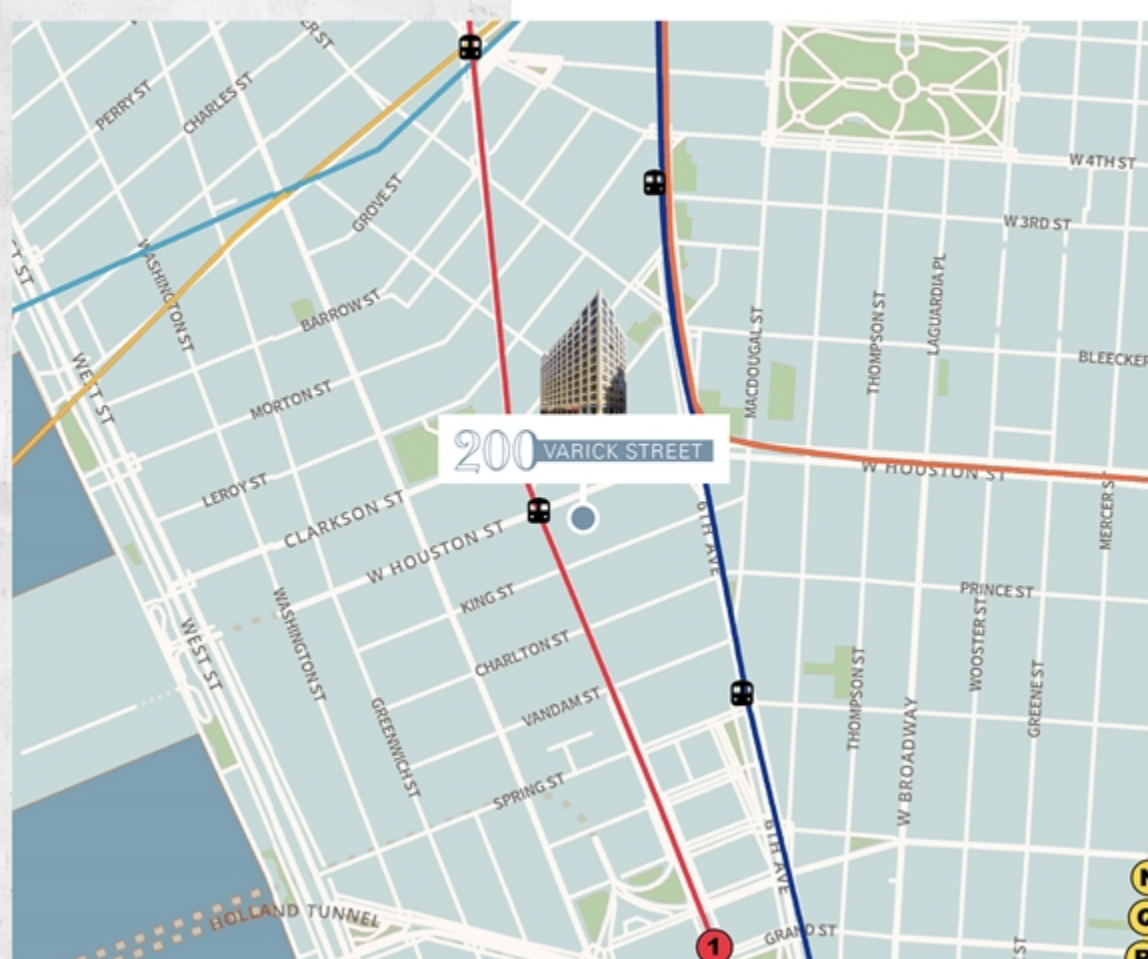 PERRY ST
CHARLES ST
W 4TH ST
GROVE ST
W 3RD ST
T ST
WASHINGTON ST
LAGUARDIA PL
BARROW ST
THOMPSON ST
MACDOUGAL ST
BLEECKER
WEST ST
MORTON ST
200 VARICK STREET
W HOUSTON ST
LEROY ST
CLARKSON ST
MERCER S
6TH AVE
W HOUSTON ST
KING ST
PRINCE ST
WASHINGTON ST
WOOSTER ST
WEST ST
CHARLTON ST
THOMPSON ST
GREENE ST
VANDAM ST
GREENWICH ST
W BROADWAY
SPRING ST
6TH AVE
HOLLAND TUNNEL
GRAND ST
1
ST